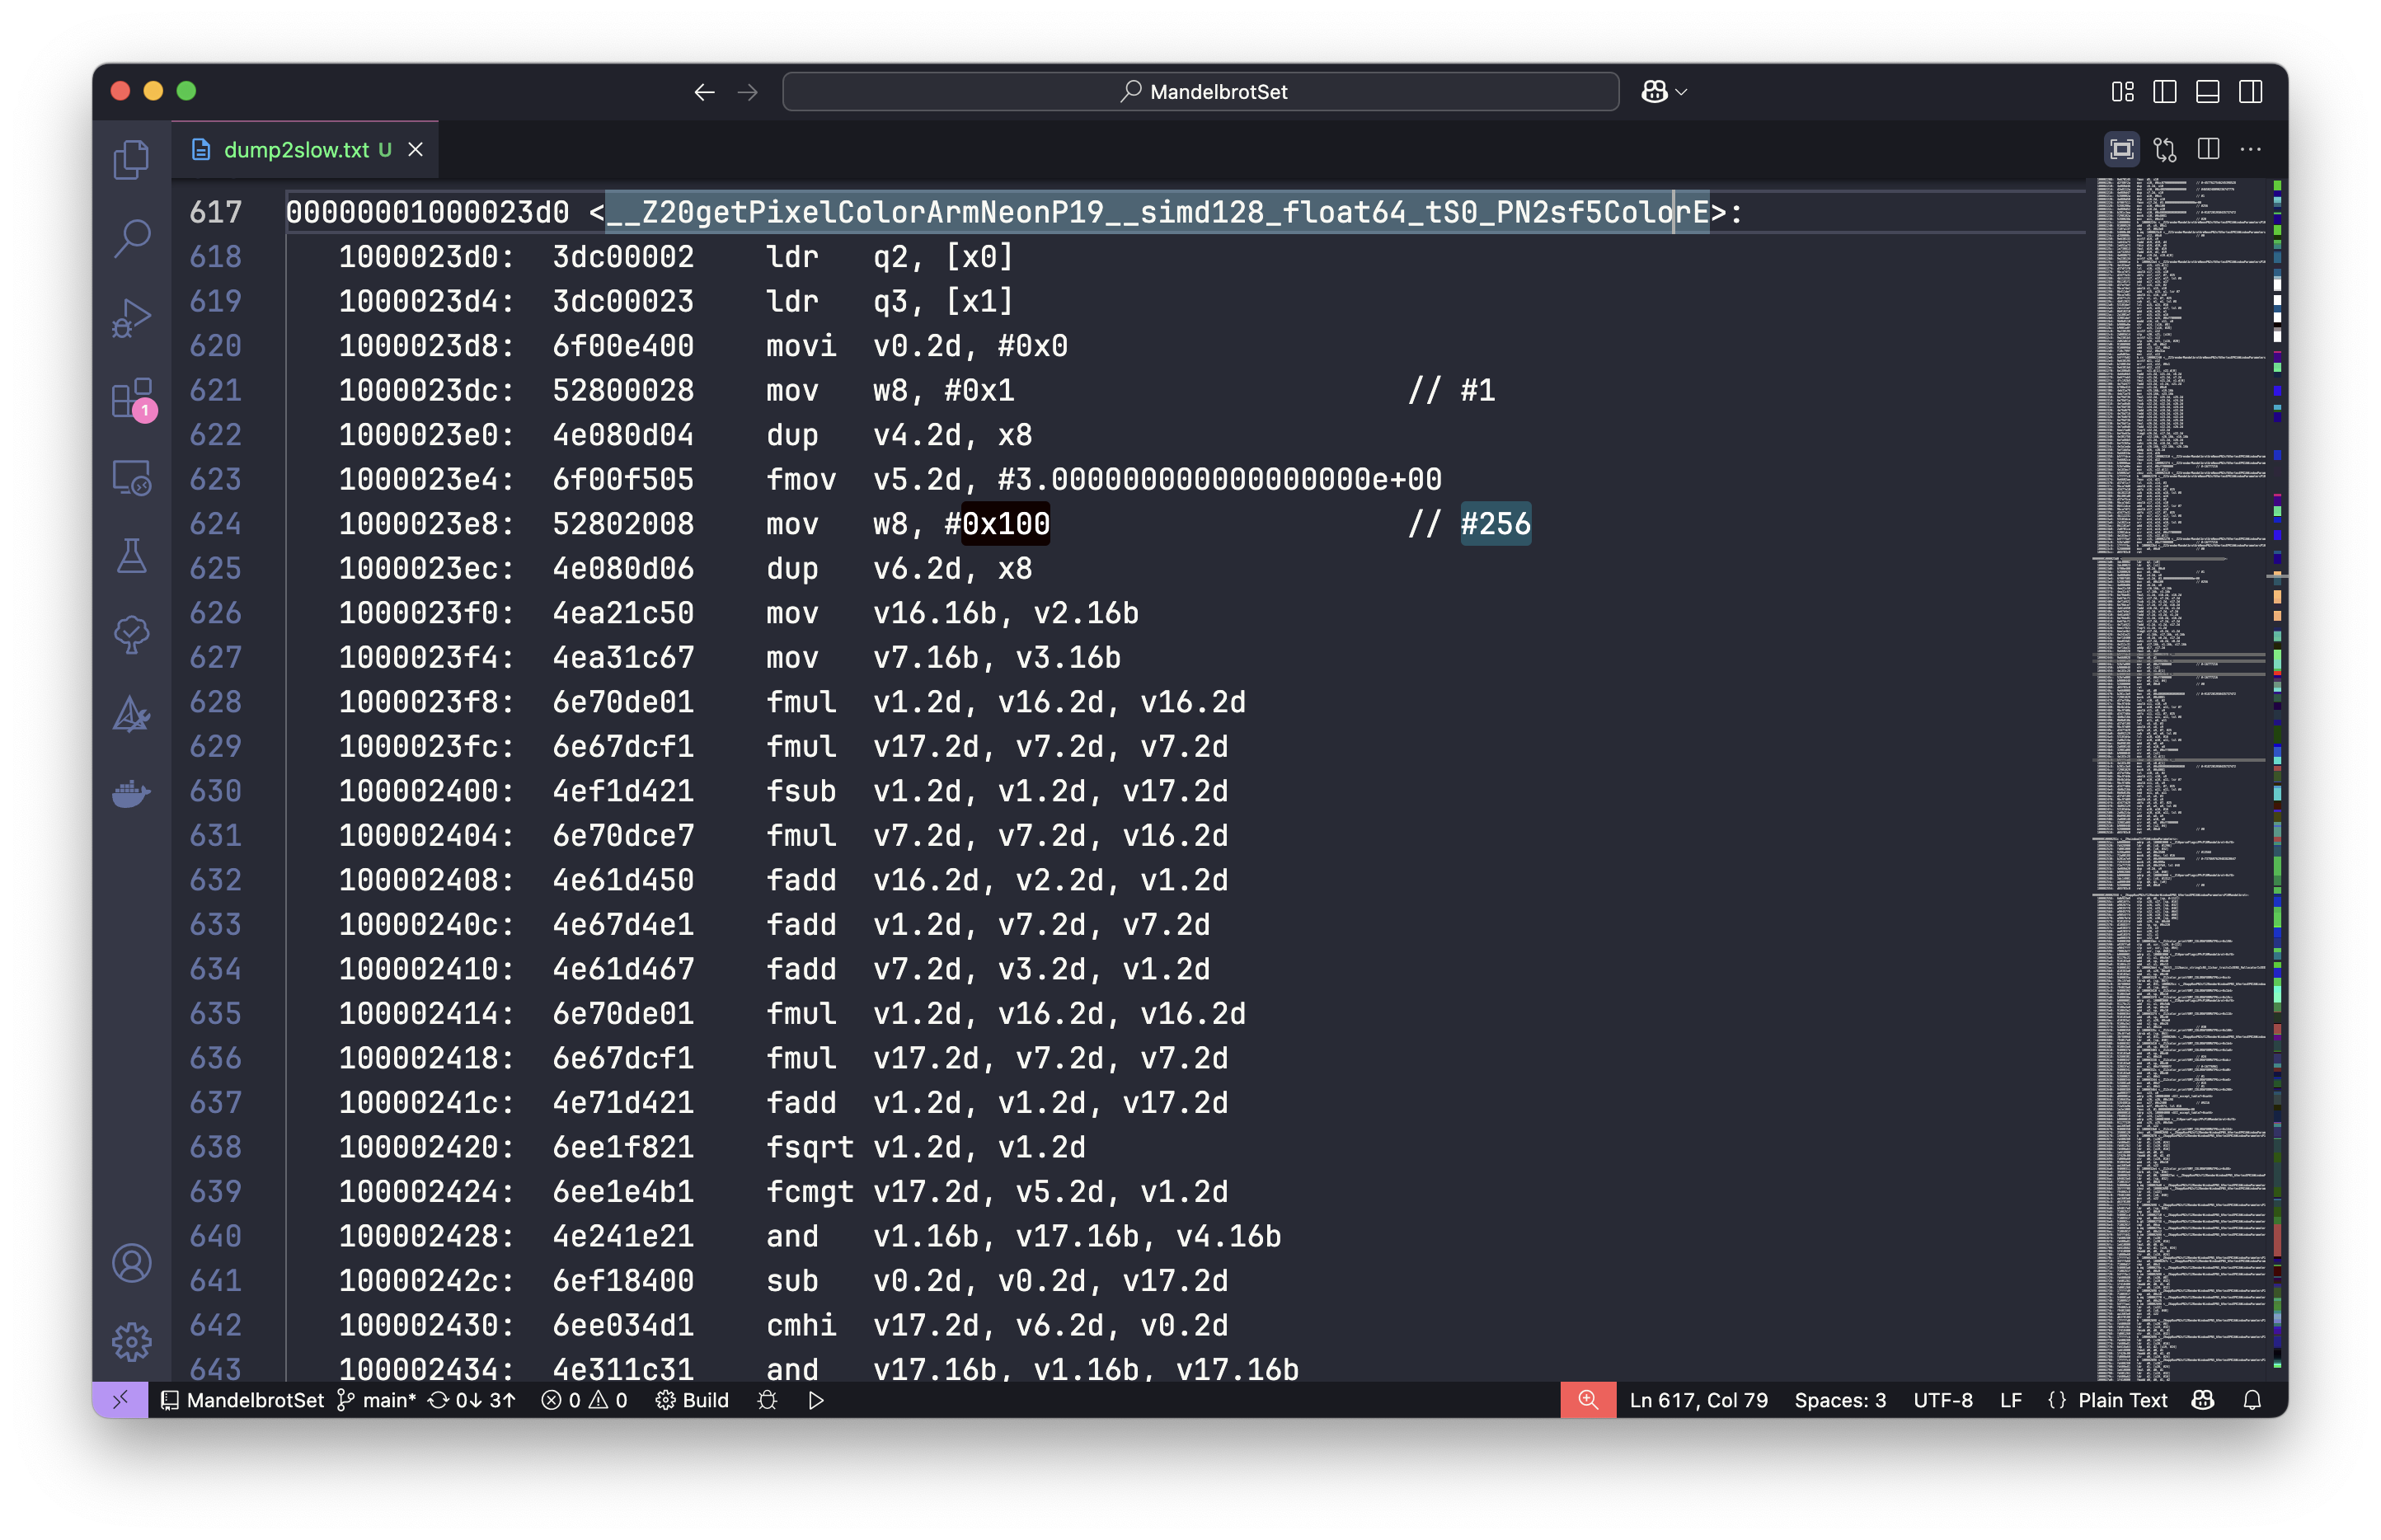 MandelbrotSet
dump2slow.txt U
617 00000001000023d0 <__Z20getPixelColorArmNeonP19__simd128_float64_tS0_PN2sf5ColorE>:
618 1000023d0: 3dc00002 ldr q2, [x0]
619 1000023d4: 3dc00023 ldr q3, [x1]
620 1000023d8: 6f00e400 movi v0.2d, #0x0
621 1000023dc: 52800028 mov w8, #0x1 // #1
622 1000023e0: 4e080d04 dup v4.2d, x8
623 1000023e4: 6f00f505 fmov v5.2d, #3.000000000000000000e+00
624 1000023e8: 52802008 mov w8, #0x100 // #256
625 1000023ec: 4e080d06 dup v6.2d, x8
626 1000023f0: 4ea21c50 mov v16.16b, v2.16b
627 1000023f4: 4ea31c67 mov v7.16b, v3.16b
628 1000023f8: 6e70de01 fmul v1.2d, v16.2d, v16.2d
629 1000023fc: 6e67dcf1 fmul v17.2d, v7.2d, v7.2d
630 100002400: 4ef1d421 fsub v1.2d, v1.2d, v17.2d
631 100002404: 6e70dce7 fmul v7.2d, v7.2d, v16.2d
632 100002408: 4e61d450 fadd v16.2d, v2.2d, v1.2d
633 10000240c: 4e67d4e1 fadd v1.2d, v7.2d, v7.2d
634 100002410: 4e61d467 fadd v7.2d, v3.2d, v1.2d
635 100002414: 6e70de01 fmul v1.2d, v16.2d, v16.2d
636 100002418: 6e67dcf1 fmul v17.2d, v7.2d, v7.2d
637 10000241c: 4e71d421 fadd v1.2d, v1.2d, v17.2d
638 100002420: 6ee1f821 fsqrt v1.2d, v1.2d
639 100002424: 6ee1e4b1 fcmgt v17.2d, v5.2d, v1.2d
640 100002428: 4e241e21 and v1.16b, v17.16b, v4.16b
641 10000242c: 6ef18400 sub v0.2d, v0.2d, v17.2d
642 100002430: 6ee034d1 cmhi v17.2d, v6.2d, v0.2d
643 100002434: 4e311c31 and v17.16b, v1.16b, v17.16b
1
MandelbrotSet main* 0↓ 3↑ 0 0 Build Ln 617, Col 79 Spaces: 3 UTF-8 LF {} Plain Text